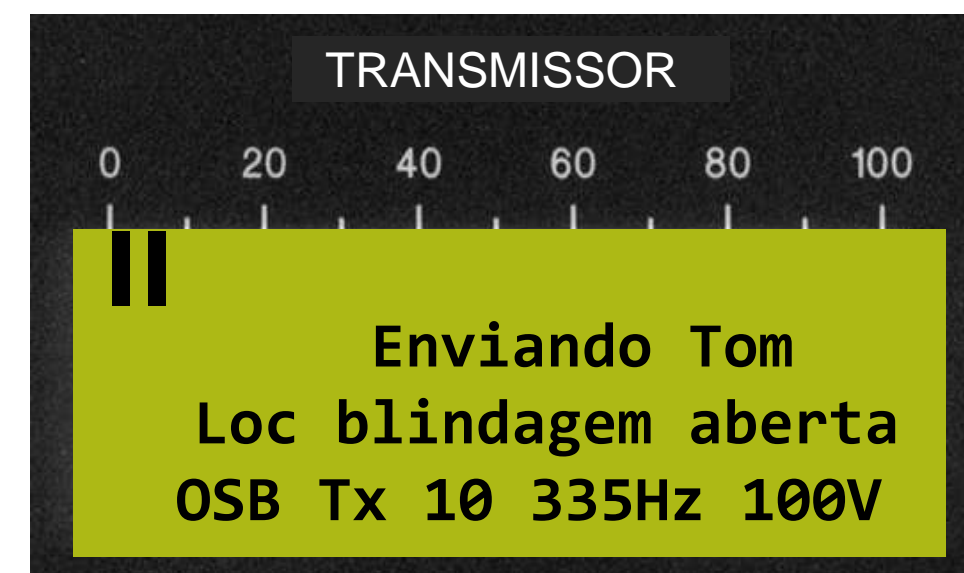 TRANSMISSOR
0 20 40 60 80 100
Enviando Tom
Loc blindagem aberta
OSB Tx 10 335Hz 100V